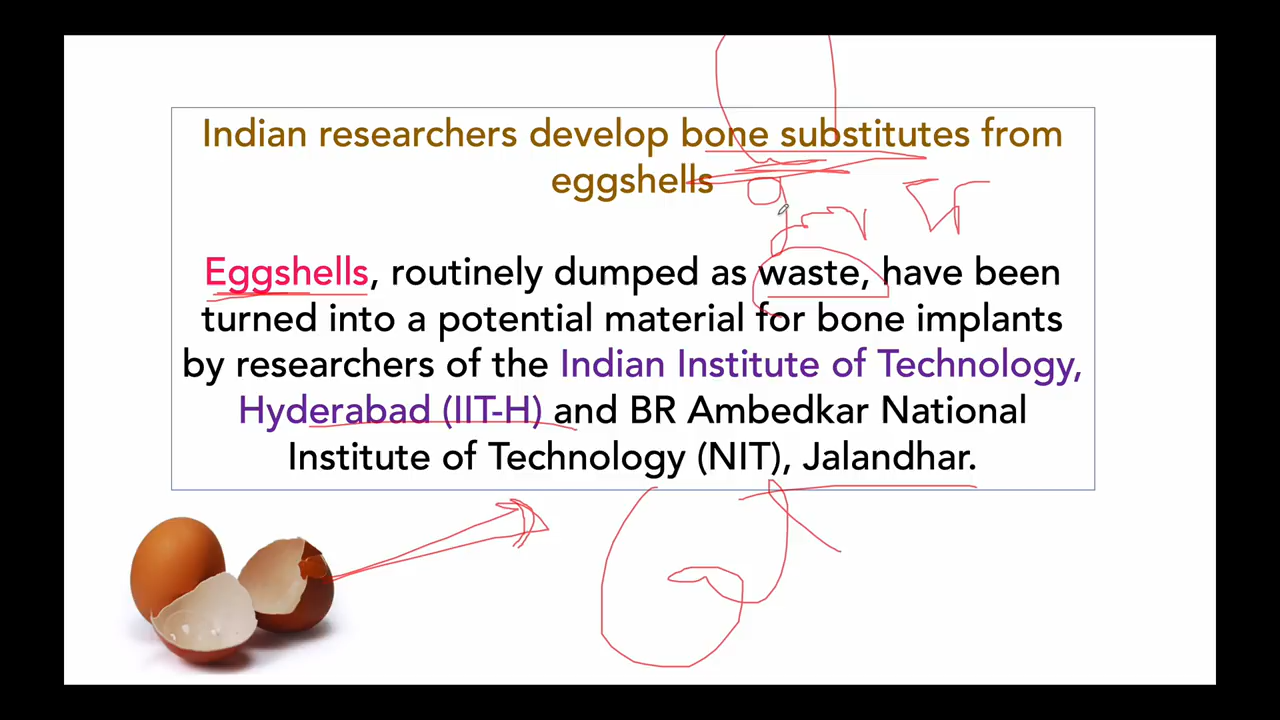 Indian researchers develop bone substitutes from
eggshells
Eggshells, routinely dumped as waste, have been
turned into a potential material for bone implants
by researchers of the Indian Institute of Technology,
Hyderabad (IIT-H) and BR Ambedkar National
Institute of Technology (NIT), Jalandhar.